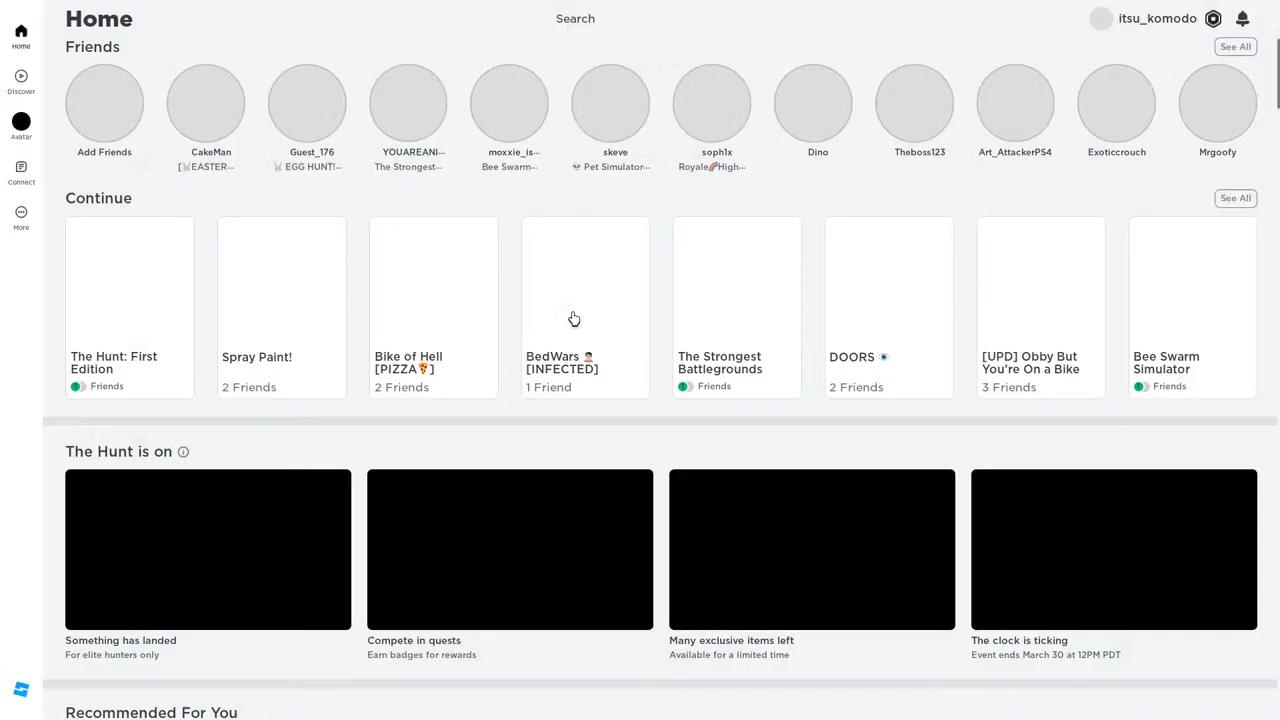 Home
Search
itsu_komodo
Home
Friends
See All
Discover
Avatar
Connect
More
Add Friends
CakeMan
[🐰EASTER...
Guest_176
🐰 EGG HUNT!...
YOUAREANI...
The Strongest...
moxxie_is...
Bee Swarm...
skeve
💀 Pet Simulator...
soph1x
Royale🌈High...
Dino
Theboss123
Art_AttackerPS4
Exoticcrouch
Mrgoofy
Continue
See All
The Hunt: First
Edition
Friends
Spray Paint!
2 Friends
Bike of Hell
[PIZZA🍕]
2 Friends
BedWars
[INFECTED]
1 Friend
The Strongest
Battlegrounds
Friends
DOORS 👁
2 Friends
[UPD] Obby But
You're On a Bike
3 Friends
Bee Swarm
Simulator
Friends
The Hunt is on
Something has landed
For elite hunters only
Compete in quests
Earn badges for rewards
Many exclusive items left
Available for a limited time
The clock is ticking
Event ends March 30 at 12PM PDT
Recommended For You